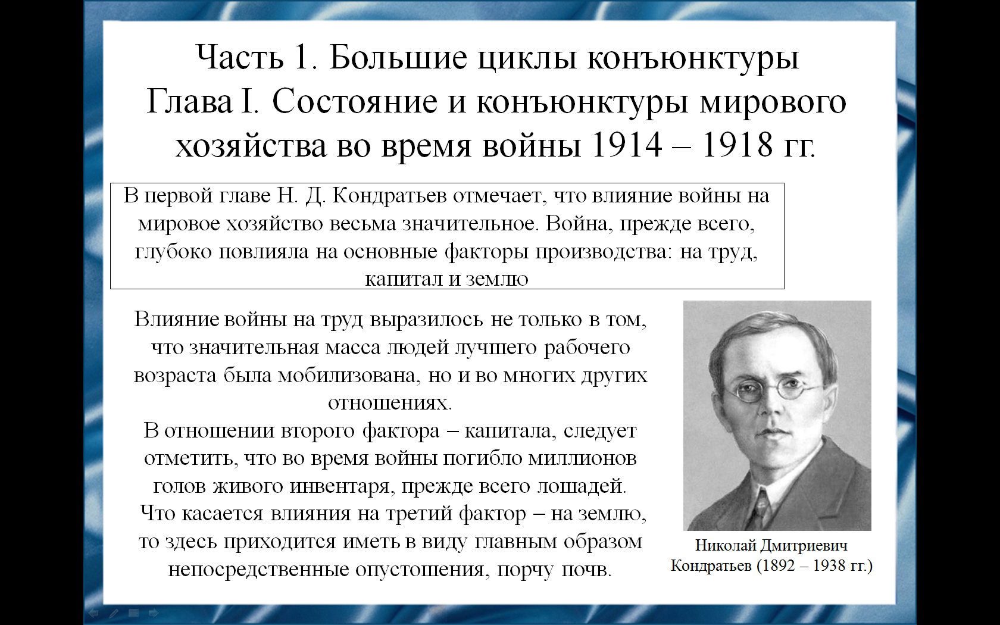 Часть 1. Большие циклы конъюнктуры
Глава I. Состояние и конъюнктуры мирового
хозяйства во время войны 1914 – 1918 гг.
В первой главе Н. Д. Кондратьев отмечает, что влияние войны на
мировое хозяйство весьма значительное. Война, прежде всего,
глубоко повлияла на основные факторы производства: на труд,
капитал и землю
Влияние войны на труд выразилось не только в том,
что значительная масса людей лучшего рабочего
возраста была мобилизована, но и во многих других
отношениях.
В отношении второго фактора – капитала, следует
отметить, что во время войны погибло миллионов
голов живого инвентаря, прежде всего лошадей.
Что касается влияния на третий фактор – на землю,
то здесь приходится иметь в виду главным образом
непосредственные опустошения, порчу почв.
Николай Дмитриевич
Кондратьев (1892 – 1938 гг.)